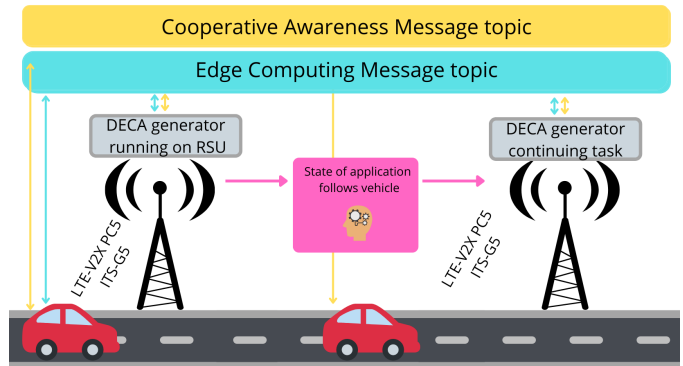 Cooperative Awareness Message topic
Edge Computing Message topic
DECA generator
running on RSU
State of application
follows vehicle
DECA generator
continuing task
LTE-V2X PC5
ITS-G5
LTE-V2X PC5
ITS-G5